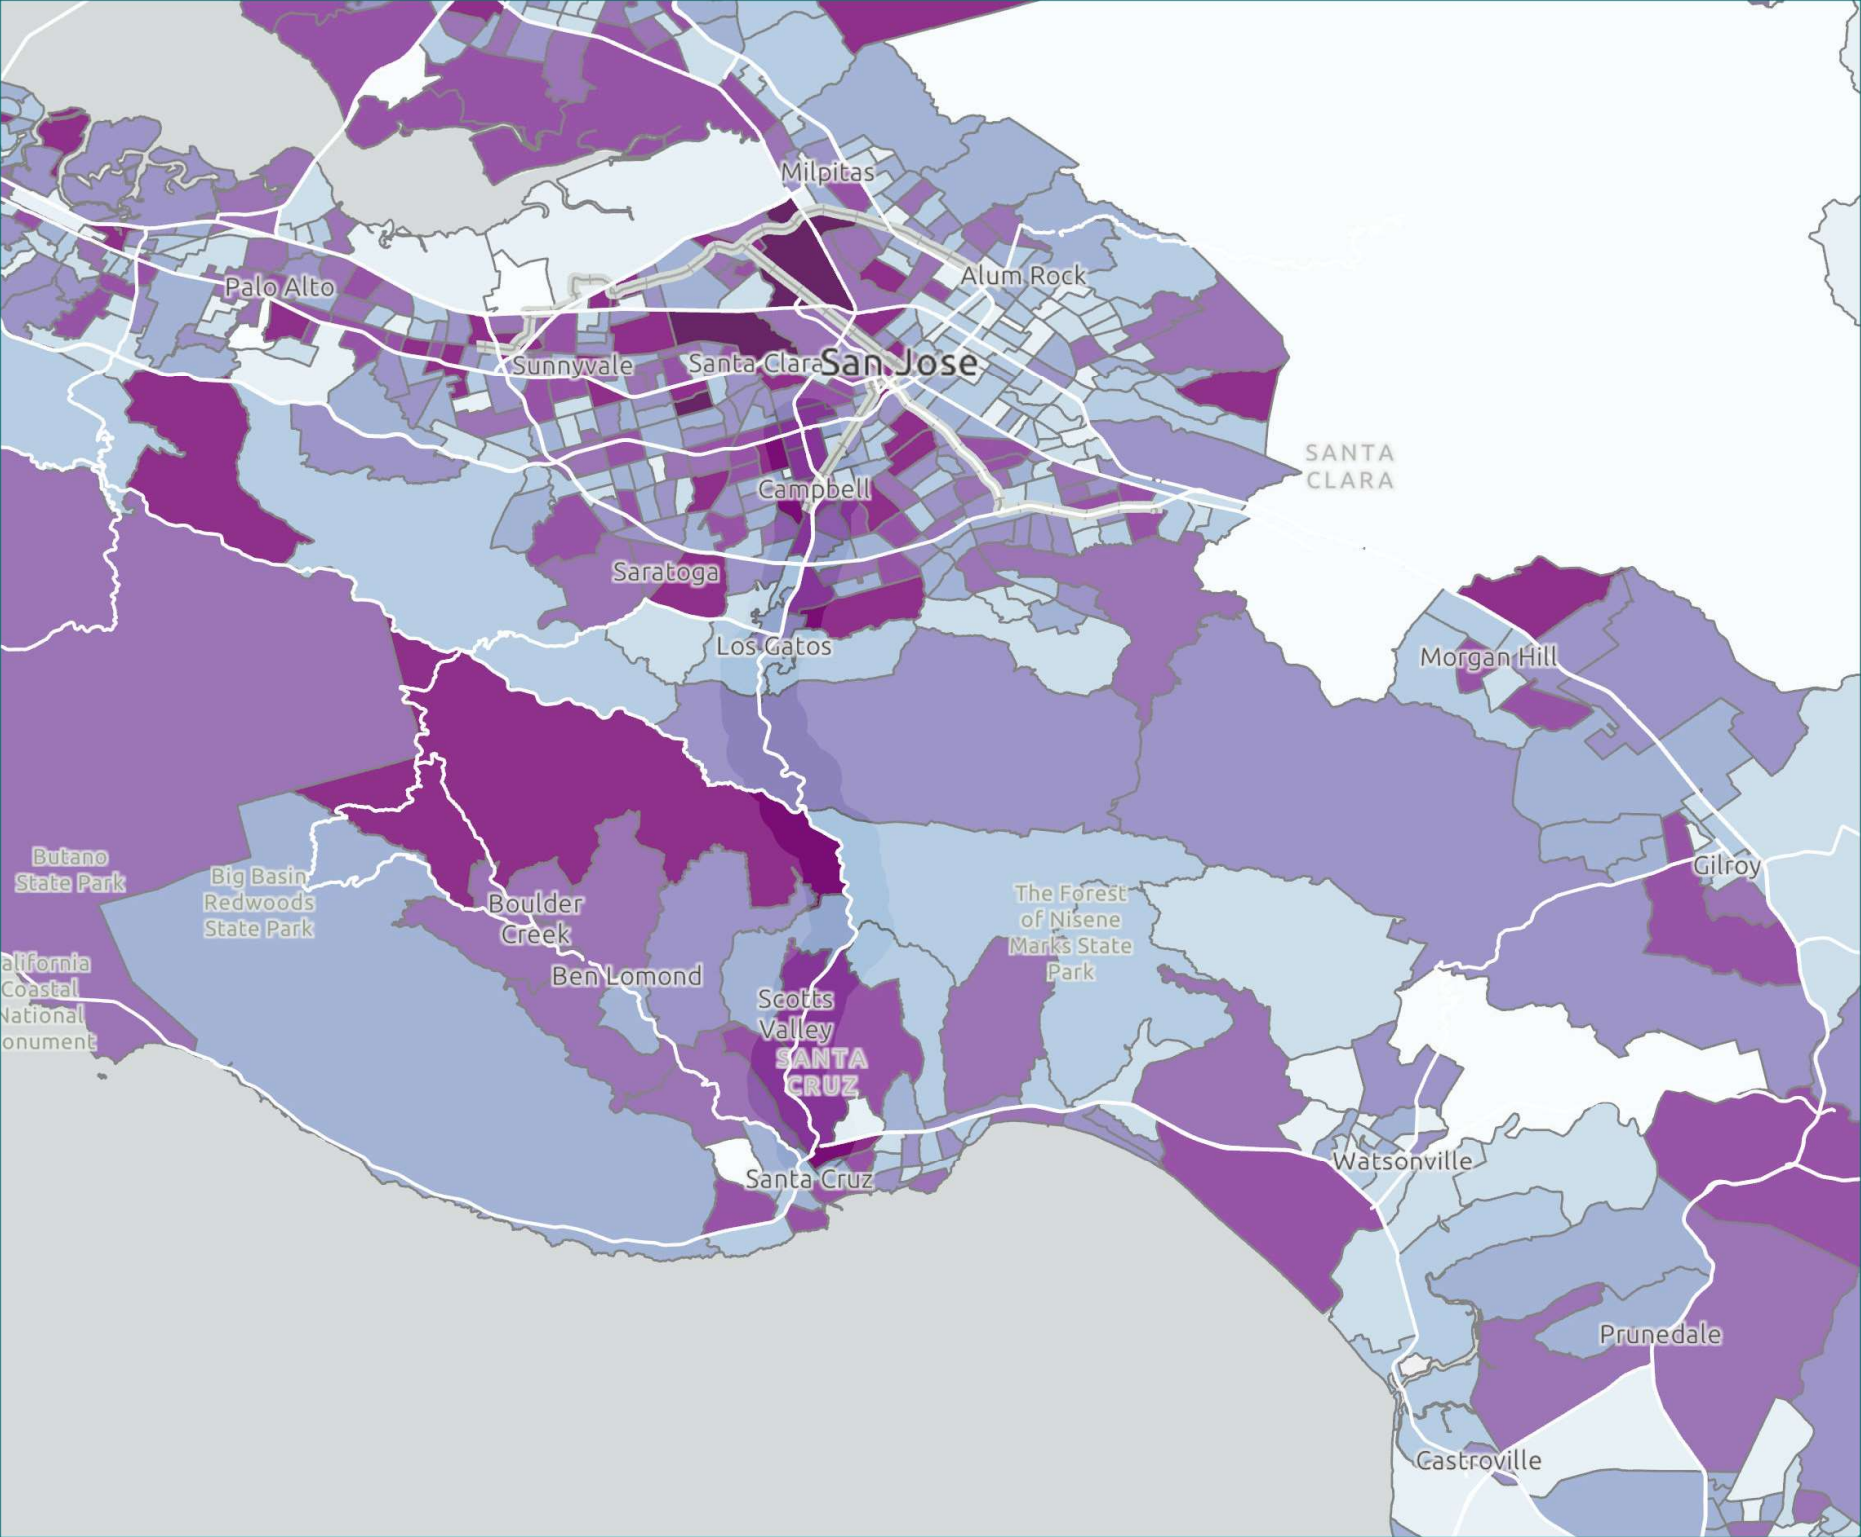 Milpitas
Palo Alto
Alum Rock
Sunnyvale
Santa Clara
San Jose
SANTA
CLARA
Campbell
Saratoga
Los Gatos
Morgan Hill
Butano
State Park
Big Basin
Redwoods
State Park
Boulder
Creek
The Forest
of Nisene
Marks State
Park
Gilroy
alifornia
Coastal
National
onument
Ben Lomond
Scotts
Valley
SANTA
CRUZ
Santa Cruz
Watsonville
Prunedale
Castroville